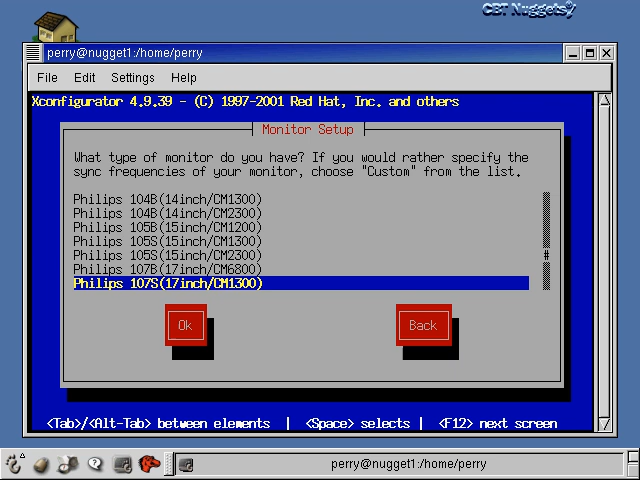 CBT Nuggets
perry@nugget1:/home/perry
File Edit Settings Help
Xconfigurator 4.9.39 - (C) 1997-2001 Red Hat, Inc. and others
Monitor Setup
What type of monitor do you have? If you would rather specify the
sync frequencies of your monitor, choose "Custom" from the list.
Philips 104B(14inch/CM1300)
Philips 104B(14inch/CM2300)
Philips 105B(15inch/CM1200)
Philips 105S(15inch/CM1300)
Philips 105S(15inch/CM2300)
Philips 107B(17inch/CM6800)
Philips 107S(17inch/CM1300)
#
Ok Back
<Tab>/<Alt-Tab> between elements | <Space> selects | <F12> next screen
perry@nugget1:/home/perry